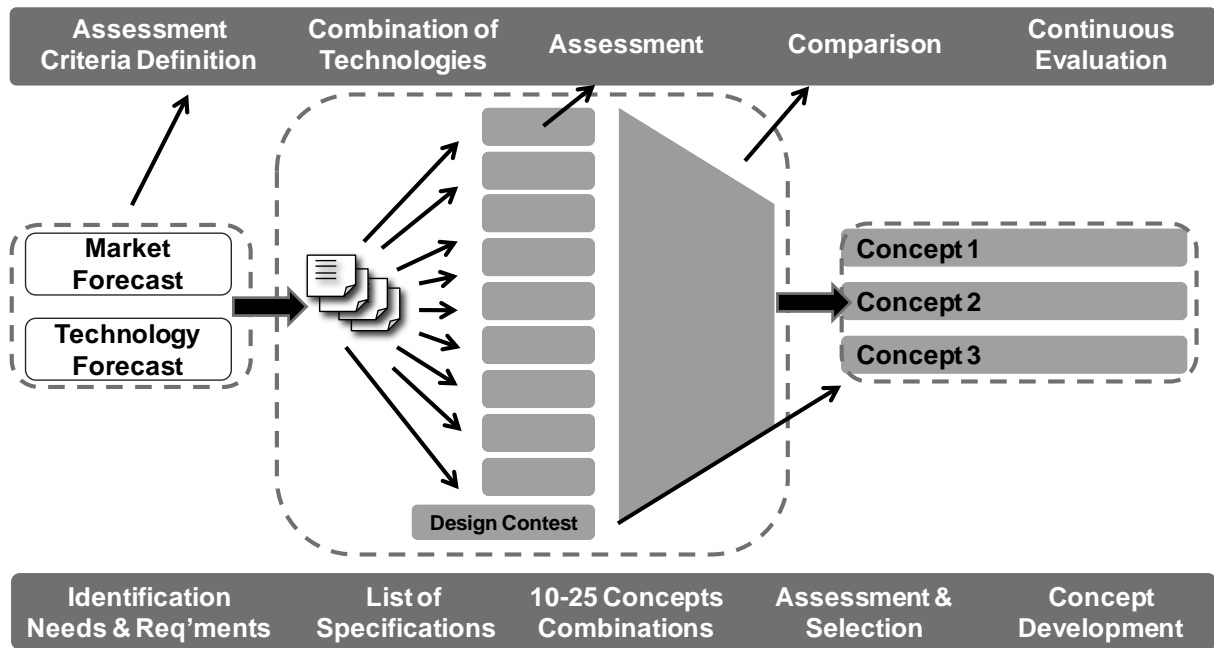 Assessment
Criteria Definition
Combination of
Technologies
Assessment
Comparison
Continuous
Evaluation
Market
Forecast
Technology
Forecast
Design Contest
Concept 1
Concept 2
Concept 3
Identification
Needs & Req'ments
List of
Specifications
10-25 Concepts
Combinations
Assessment &
Selection
Concept
Development